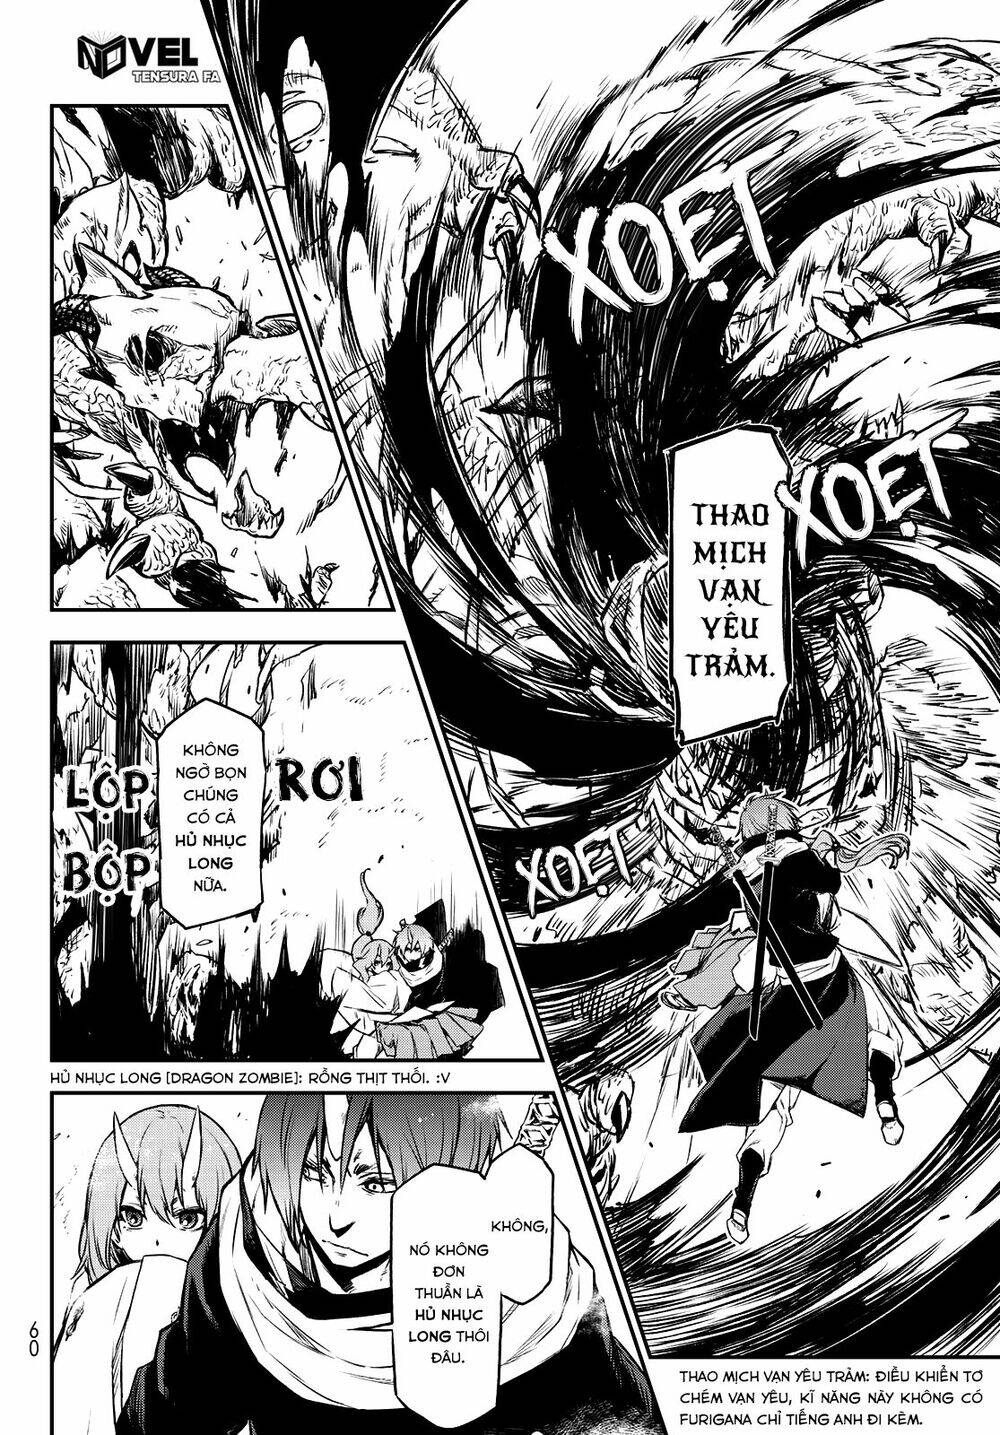 NOVEL
TENSURA FA
XOẸT
XOẸT
THAO
MỊCH
VẠN
YÊU
TRẢM.
XOẸT
KHÔNG
NGỜ BỌN
CHÚNG
CÓ CẢ
HỦ NHỤC
LONG
NỮA.
RƠI
LỘP
BỘP
HỦ NHỤC LONG [DRAGON ZOMBIE]: RỒNG THỊT THỐI. :V
KHÔNG,
NÓ KHÔNG
ĐƠN
THUẦN LÀ
HỦ NHỤC
LONG THÔI
ĐÂU.
60
THAO MỊCH VẠN YÊU TRẢM: ĐIỀU KHIỂN TƠ
CHÉM VẠN YÊU, KĨ NĂNG NÀY KHÔNG CÓ
FURIGANA CHỈ TIẾNG ANH ĐI KÈM.